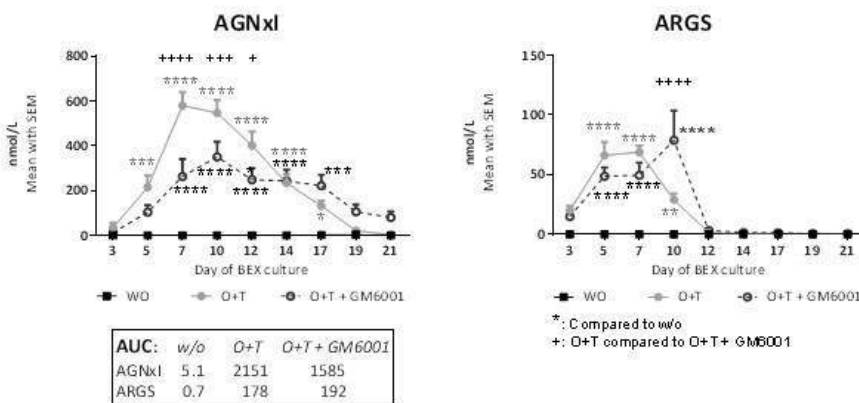 AGNxI
800
600
400
200
0
nmol/L
Mean with SEM
++++ +++ +
**** ****
*** ****
**** ****
**** **** ***
*
3 5 7 10 12 14 17 19 21
Day of BEX culture
WO O+T O+T + GM6001
ARGS
150
100
50
0
nmol/L
Mean with SEM
++++
**** **** ****
**** ****
**
3 5 7 10 12 14 17 19 21
Day of BEX culture
WO O+T O+T + GM6001
*: Compared to w/o
+: O+T compared to O+T + GM6001
AUC: w/o O+T O+T + GM6001
AGNxI 5.1 2151 1585
ARGS 0.7 178 192